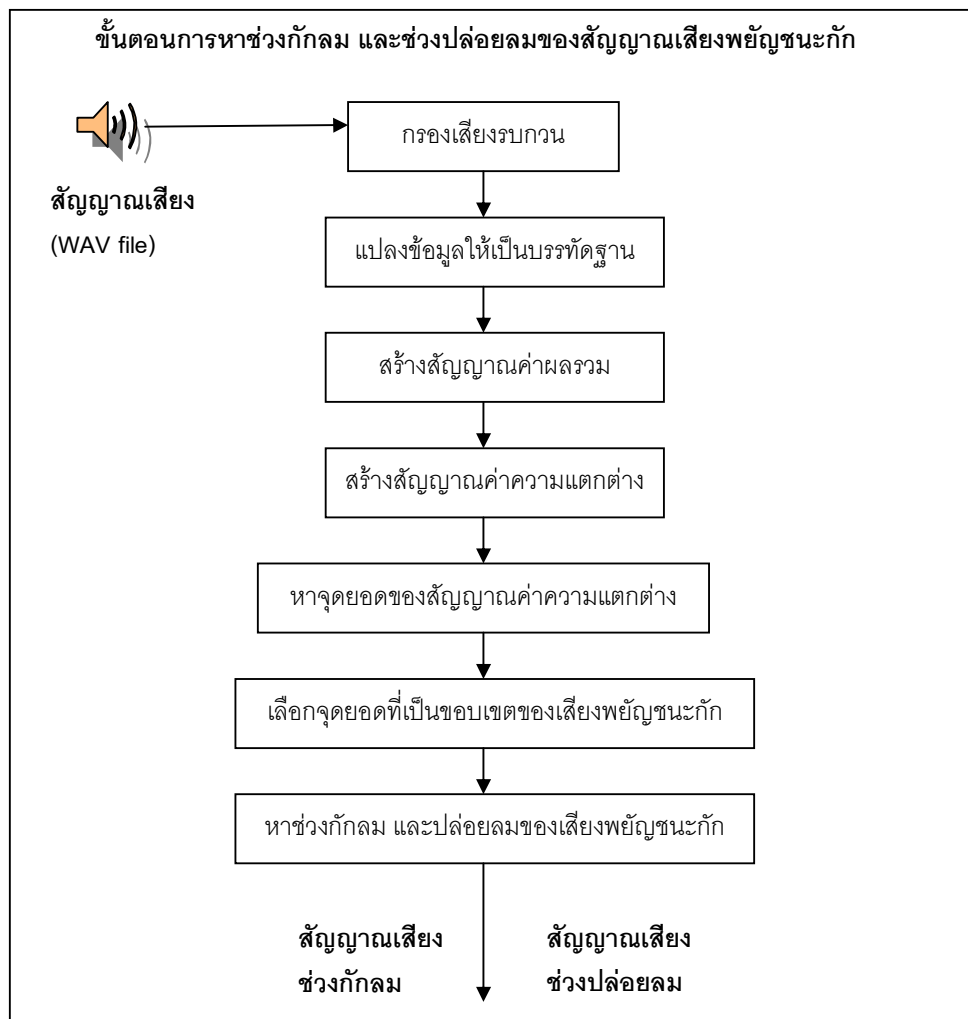 ขั้นตอนการหาช่วงกักลม และช่วงปล่อยลมของสัญญาณเสียงพยัญชนะกัก
กรองเสียงรบกวน
สัญญาณเสียง
(WAV file)
แปลงข้อมูลให้เป็นบรรทัดฐาน
สร้างสัญญาณค่าผลรวม
สร้างสัญญาณค่าความแตกต่าง
หาจุดยอดของสัญญาณค่าความแตกต่าง
เลือกจุดยอดที่เป็นขอบเขตของเสียงพยัญชนะกัก
หาช่วงกักลม และปล่อยลมของเสียงพยัญชนะกัก
สัญญาณเสียง
ช่วงกักลม
สัญญาณเสียง
ช่วงปล่อยลม